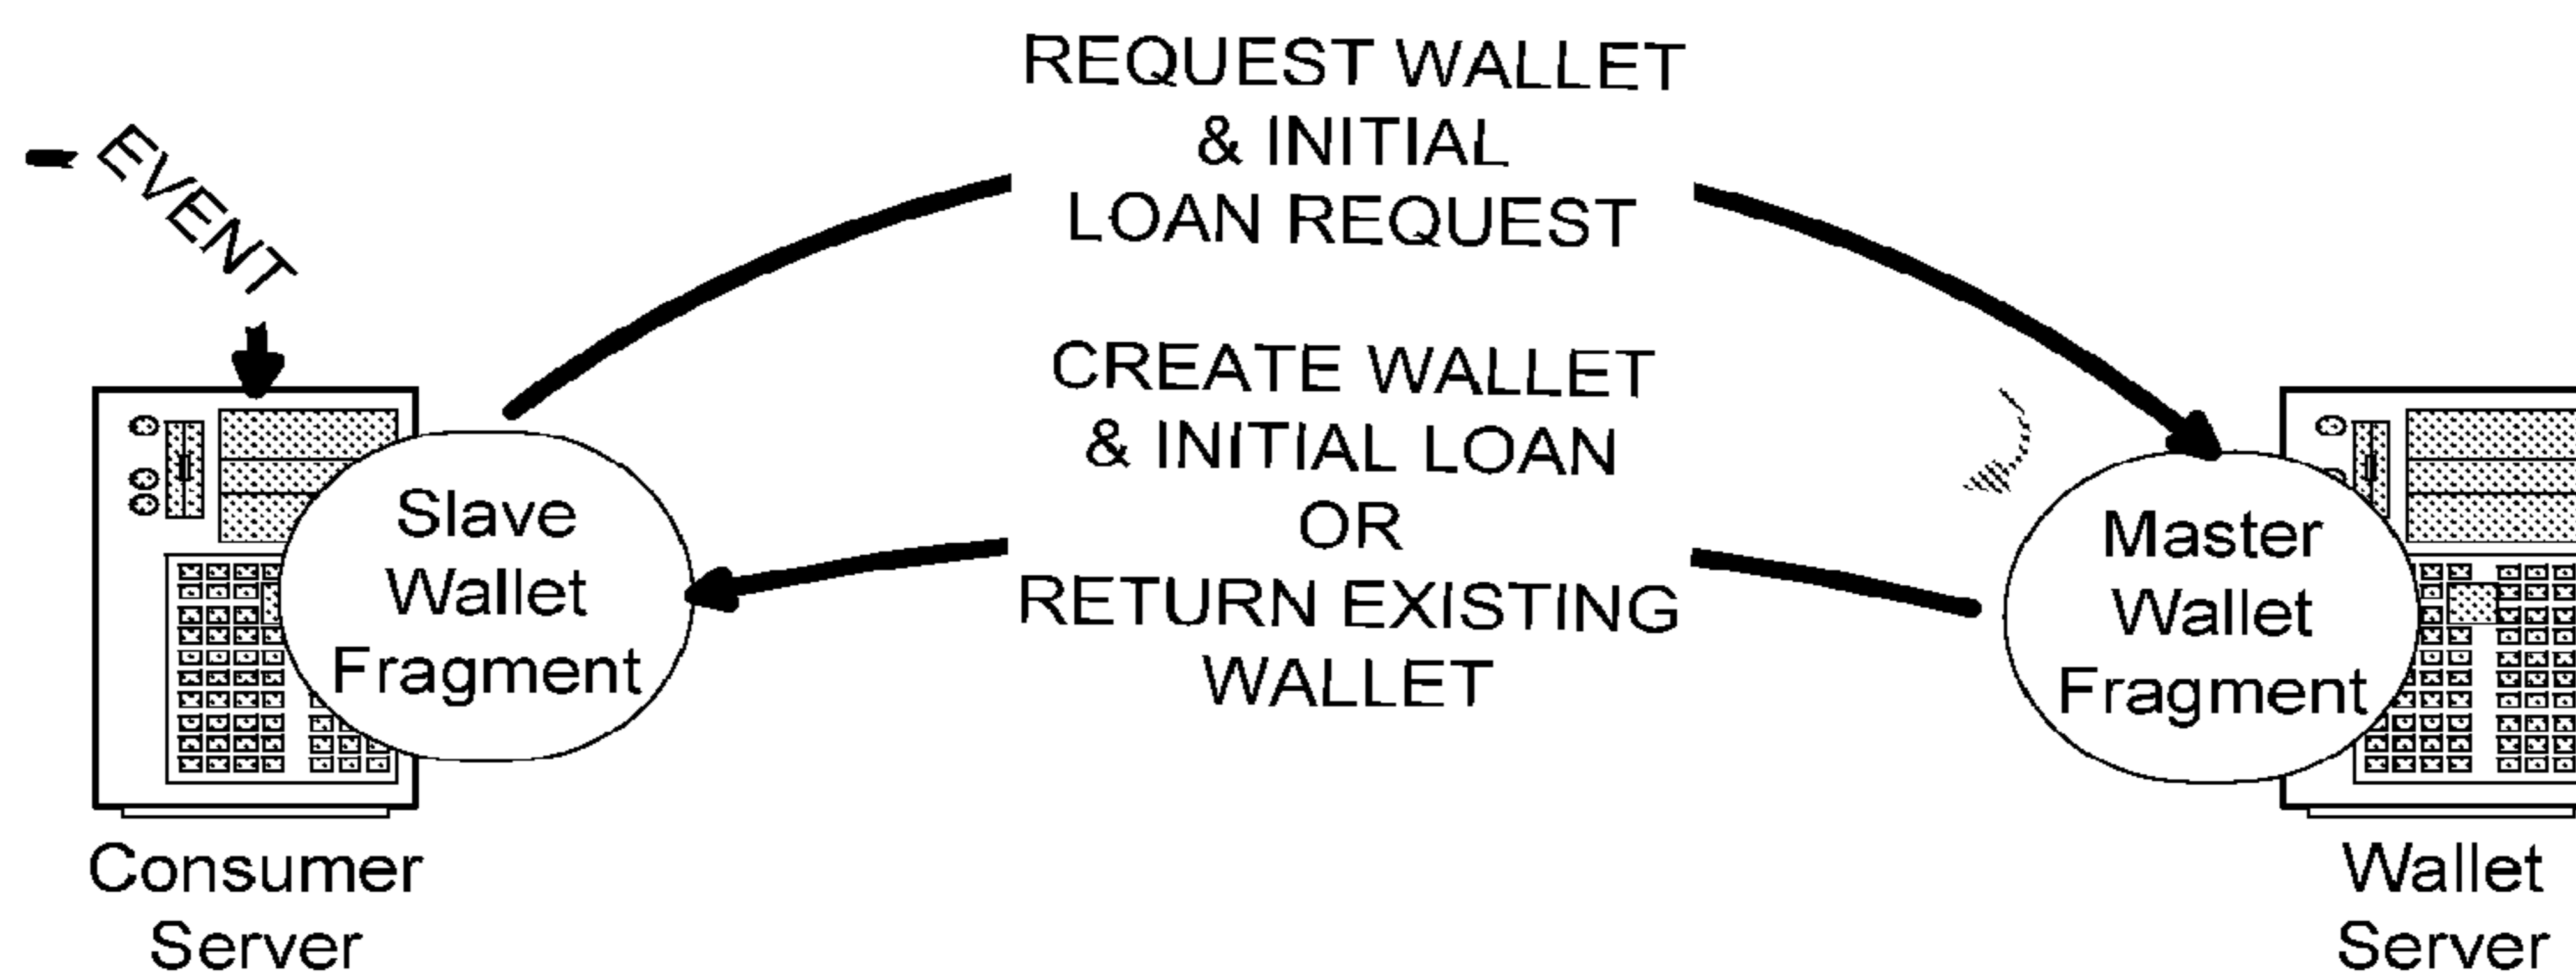 EVENT
REQUEST WALLET
& INITIAL
LOAN REQUEST
CREATE WALLET
& INITIAL LOAN
OR
RETURN EXISTING
WALLET
Slave
Wallet
Fragment
Master
Wallet
Fragment
Consumer
Server
Wallet
Server